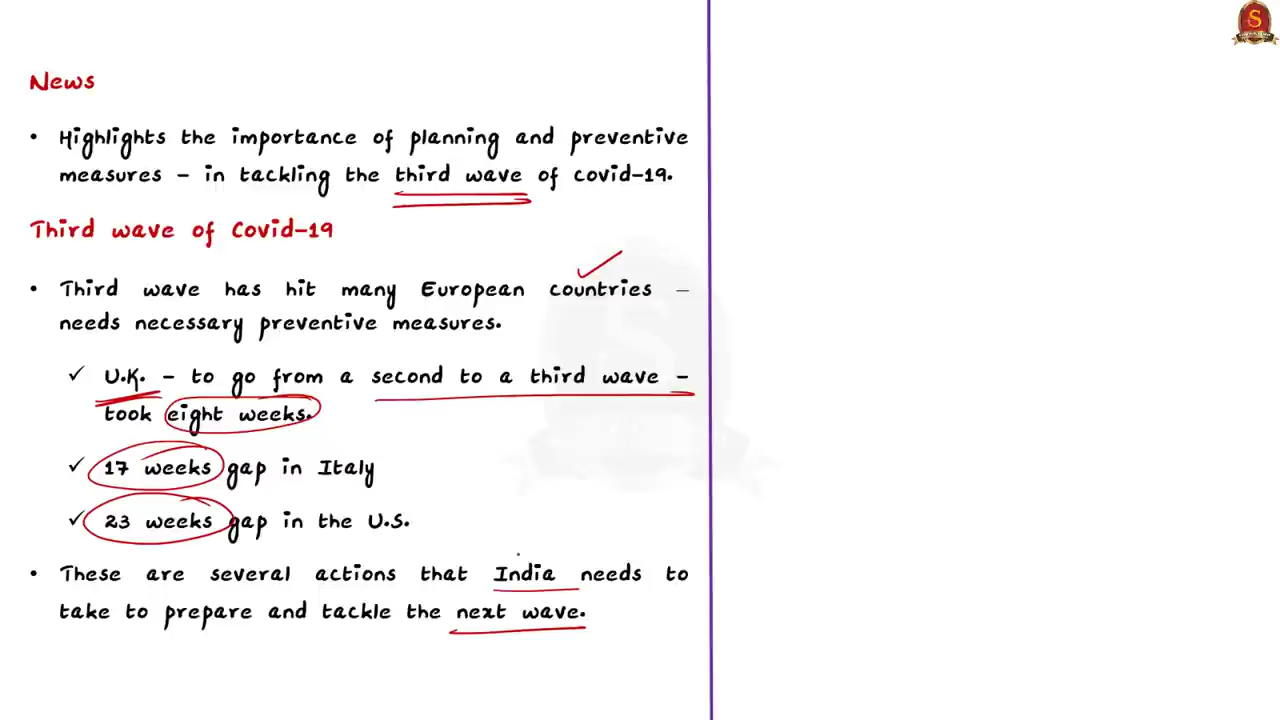 News
• Highlights the importance of planning and preventive
measures - in tackling the third wave of covid-19.
Third wave of Covid-19
• Third wave has hit many European countries -
needs necessary preventive measures.
✓ U.K. - to go from a second to a third wave -
took eight weeks.
✓ 17 weeks gap in Italy
✓ 23 weeks gap in the U.S.
• These are several actions that India needs to
take to prepare and tackle the next wave.